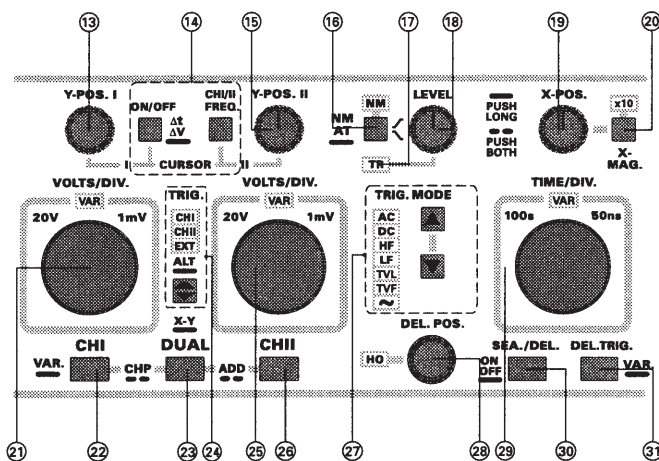 13 14 15 16 17 18 19 20
Y-POS. I
ON/OFF
Δt
ΔV
CHI/II
FREQ.
Y-POS. II
I CURSOR II
NM
AT
NM
LEVEL
TR
PUSH
LONG
PUSH
BOTH
X-POS.
x10
X-
MAG.
VOLTS/DIV.
VAR
20V 1mV
TRIG.
CHI
CHII
EXT
ALT
X-Y
VOLTS/DIV.
VAR
20V 1mV
TRIG. MODE
AC
DC
HF
LF
TVL
TVF
~
TIME/DIV.
VAR
100s 50ns
CHI
VAR.
CHP
DUAL
ADD
CHII
DEL. POS.
HO
SEA./DEL.
ON
OFF
DEL.TRIG.
VAR.
21 22 23 24 25 26 27 28 29 30 31